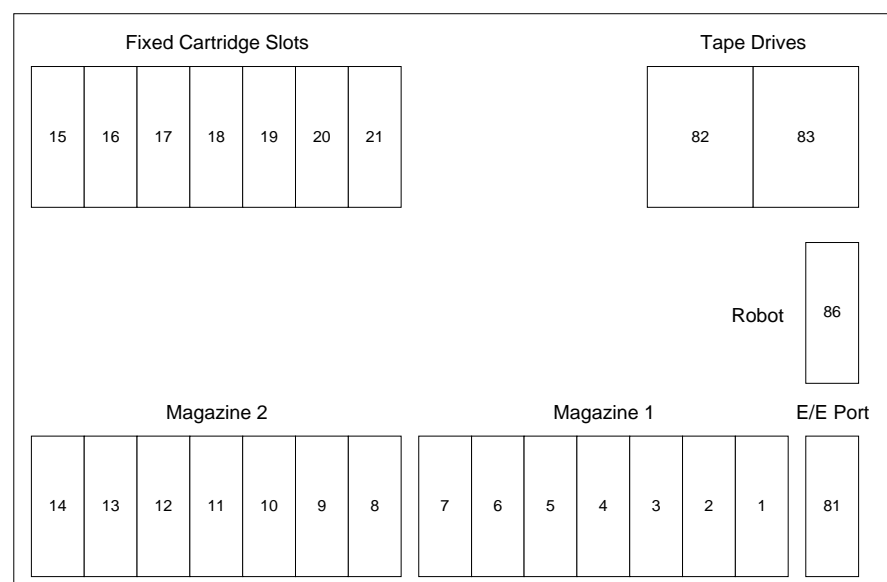 Fixed Cartridge Slots
Tape Drives
15 16 17 18 19 20 21
82 83
Robot 86
Magazine 2
Magazine 1
E/E Port
14 13 12 11 10 9 8
7 6 5 4 3 2 1
81